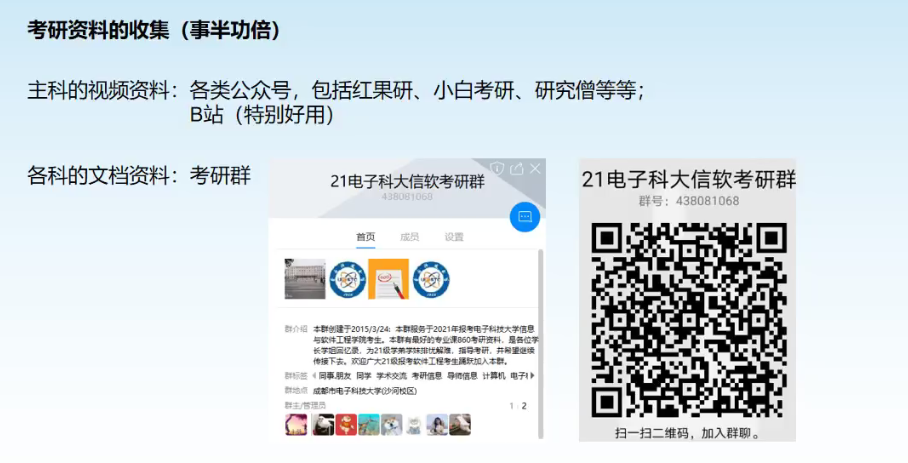 考研资料的收集（事半功倍）
主科的视频资料：各类公众号，包括红果研、小白考研、研究僧等等；
B站（特别好用）
各科的文档资料：考研群
21电子科大信软考研群
438081068
首页 成员 设置
群介绍 本群创建于2015/3/24：本群服务于2021年报考电子科技大学信息
与软件工程学院考生。本群有最好的专业课860考研资料，是各位学
长学姐回忆录，为21级学弟学妹排忧解难，指导考研，并希望继续
传接下去。欢迎广大21级报考软件工程考生踊跃加入本群。
群标签 同事.朋友 同学 学术交流 考研信息 导师信息 计算机 电子
群地点 成都市电子科技大学(沙河校区)
群主/管理员 1 2
21电子科大信软考研群
群号：438081068
扫一扫二维码，加入群聊。